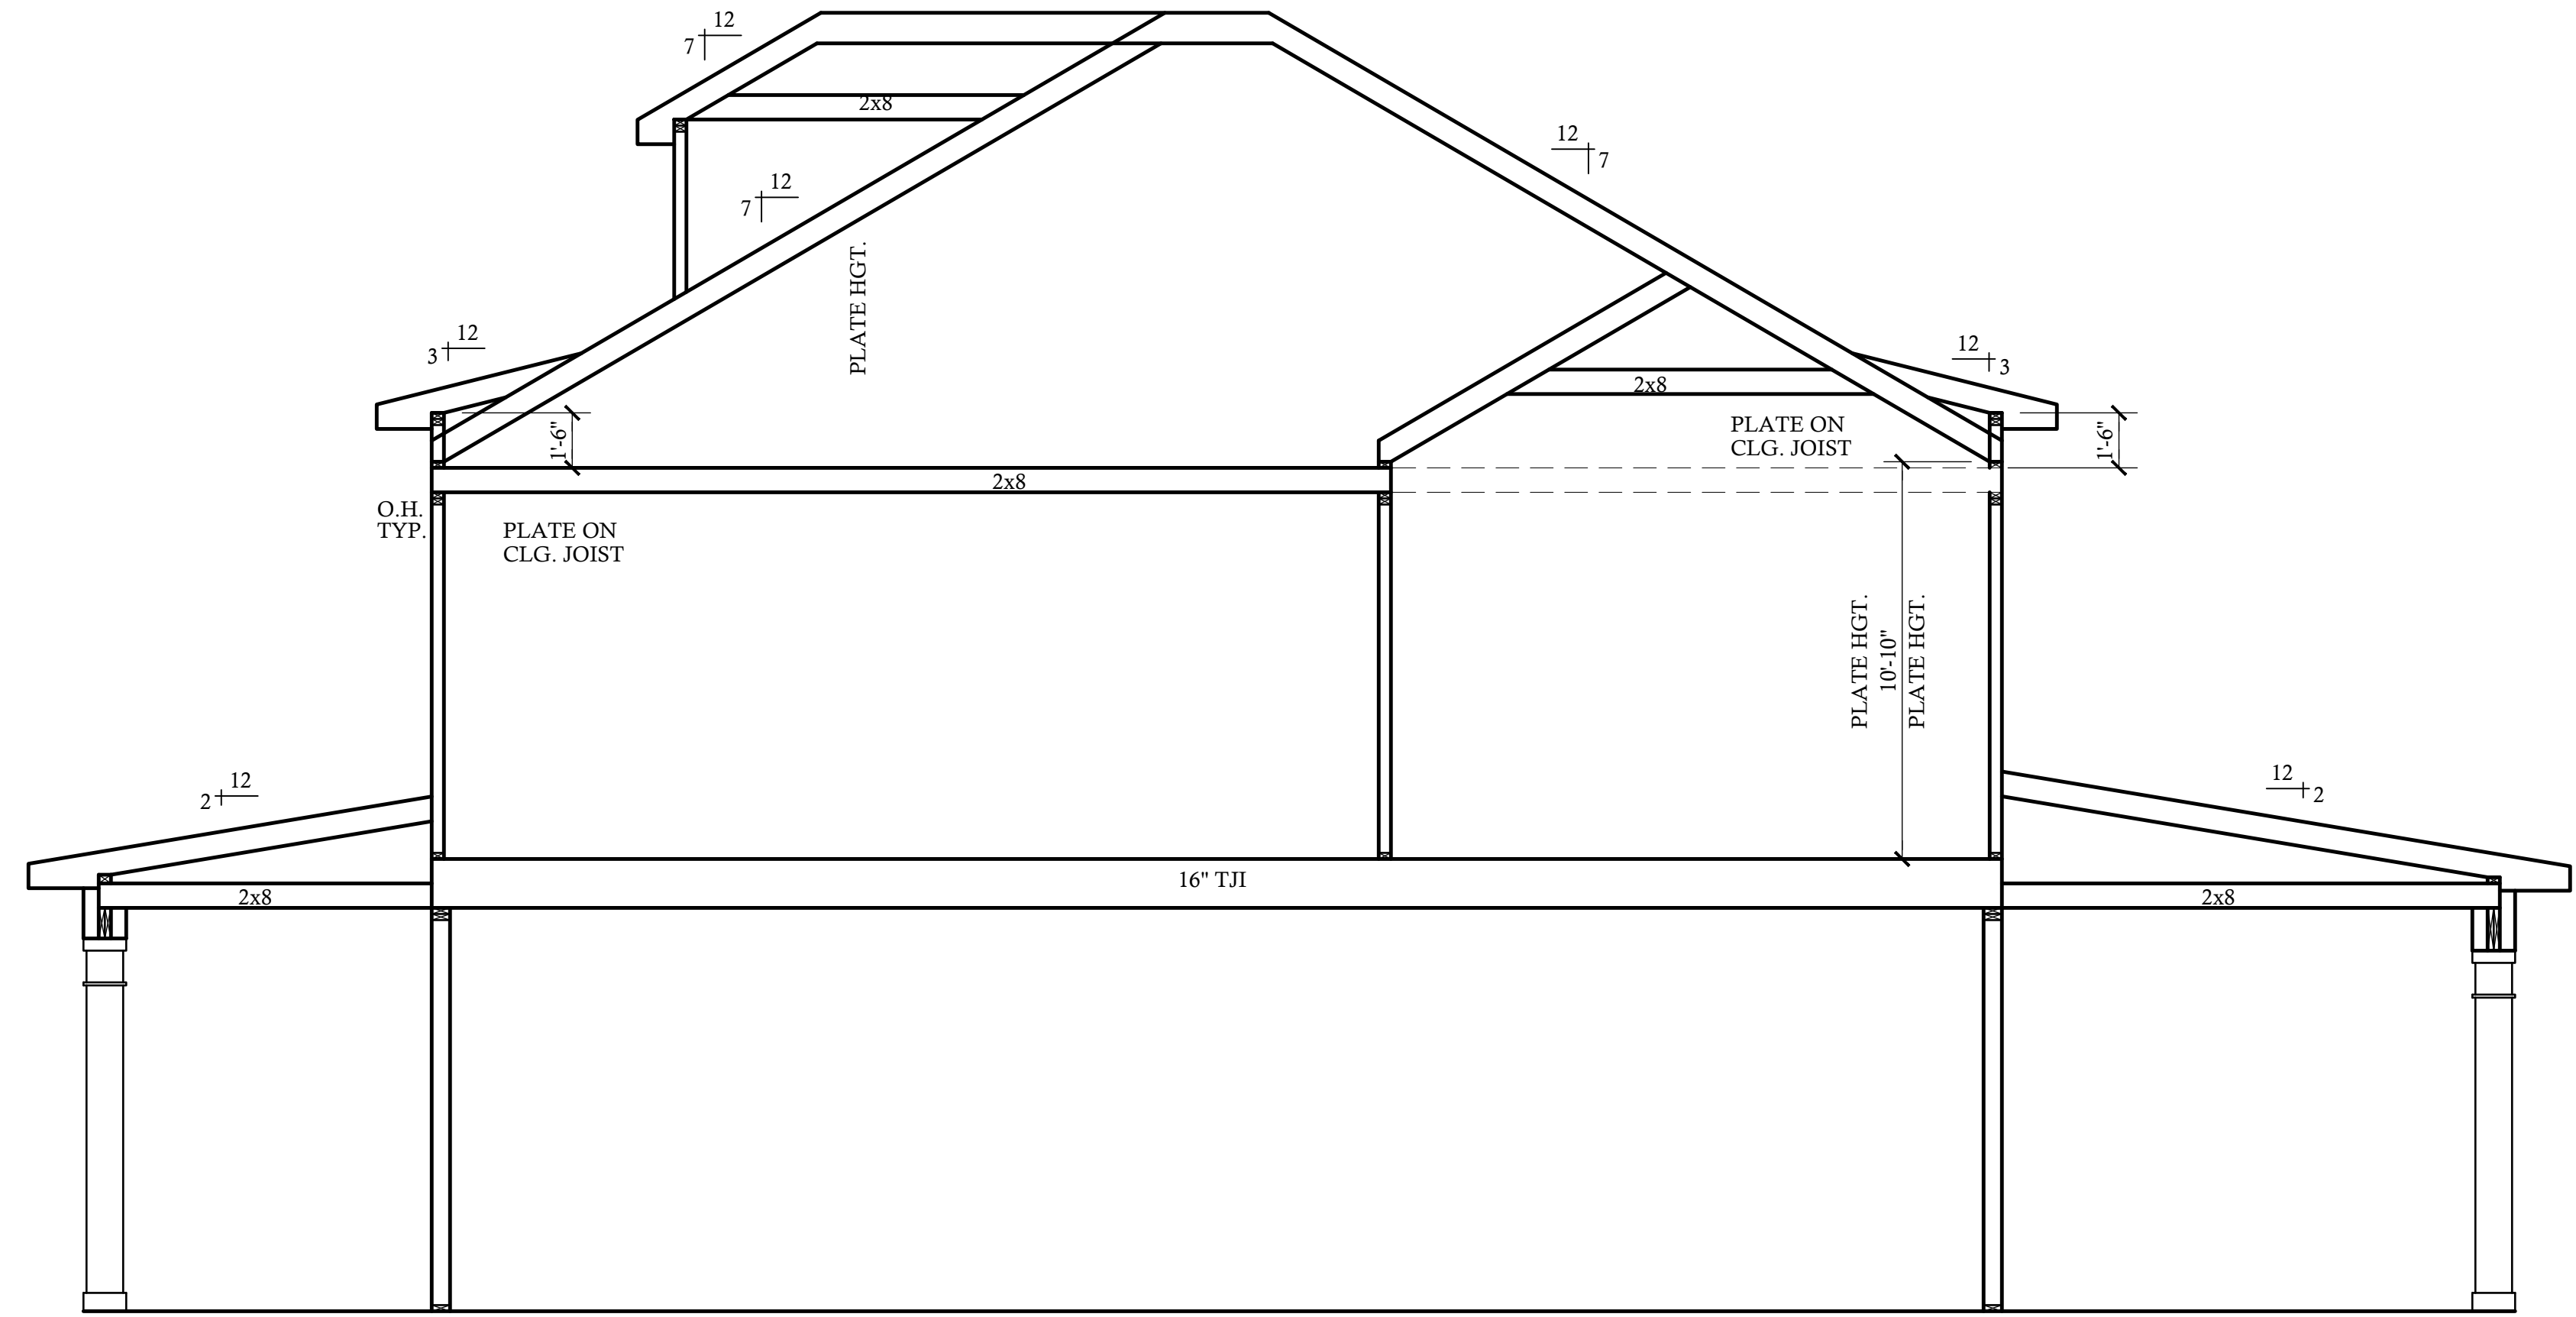 12
7
2x8
12
7
12
7
PLATE HGT.
12
3
12
3
2x8
1'-6"
PLATE ON
CLG. JOIST
1'-6"
2x8
O.H.
TYP.
PLATE ON
CLG. JOIST
PLATE HGT.
10'-10"
PLATE HGT.
12
2
12
2
16" TJI
2x8
2x8